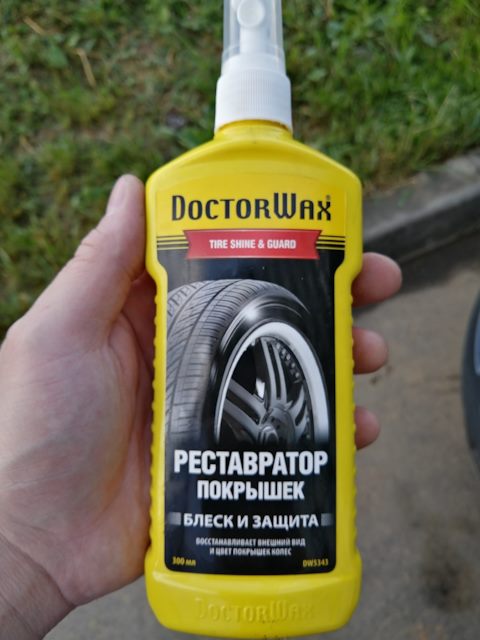 DOCTORWAX
TIRE SHINE & GUARD
РЕСТАВРАТОР
ПОКРЫШЕК
БЛЕСК И ЗАЩИТА
ВОССТАНАВЛИВАЕТ ВНЕШНИЙ ВИД
И ЦВЕТ ПОКРЫШЕК КОЛЕС
300 мл DW5343
DOCTORWAX